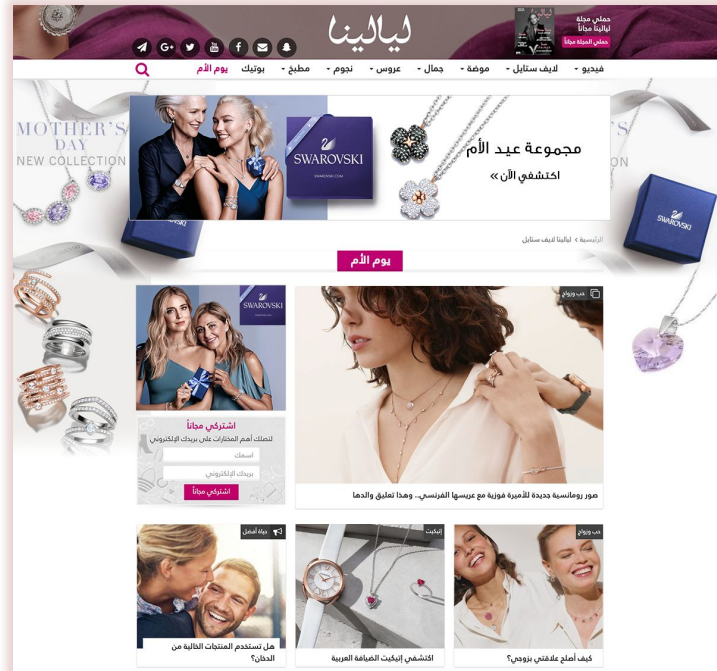 حملي مجلة
ليالينا مجاناً
حملي المجلة مجاناً
ليالينا
فيديو
لايف ستايل
موضة
جمال
عروس
نجوم
مطبخ
بوتيك
يوم الأم
MOTHER'S
DAY
NEW COLLECTION
SWAROVSKI
SWAROVSKI.COM
مجموعة عيد الأم
اكتشفي الآن »
SWAROVSKI
الرئيسية > ليالينا لايف ستايل
يوم الأم
حب وزواج
SWAROVSKI
صور رومانسية جديدة للأميرة فوزية مع عريسها الفرنسي.. وهذا تعليق والدها
اشتركي مجاناً
لتصلك أهم المختارات على بريدك الإلكتروني
اسمك
بريدك الإلكتروني
اشتركي مجاناً
حب وزواج
كيف أصلح علاقتي بزوجي؟
إتيكيت
اكتشفي إتيكيت الضيافة العربية
حياة أفضل
هل تستخدم المنتجات الخالية من
الدخان؟